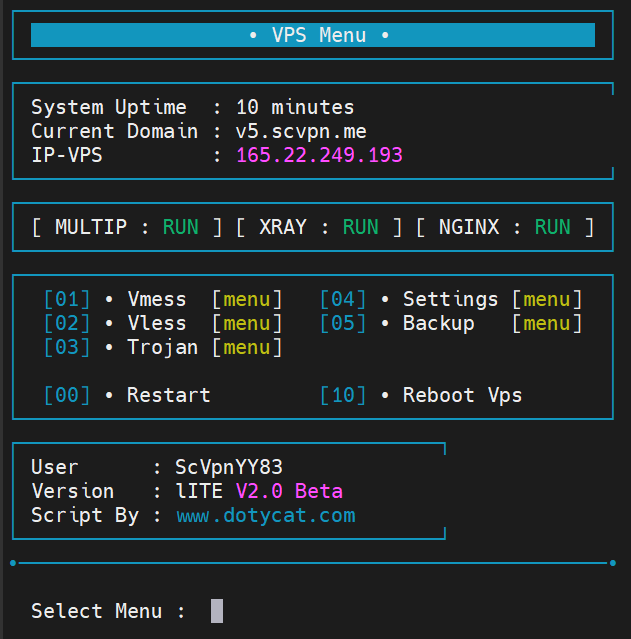 • VPS Menu •
System Uptime : 10 minutes
Current Domain : v5.scvpn.me
IP-VPS : 165.22.249.193
[ MULTIP : RUN ] [ XRAY : RUN ] [ NGINX : RUN ]
[01] • Vmess [menu] [04] • Settings [menu]
[02] • Vless [menu] [05] • Backup [menu]
[03] • Trojan [menu]
[00] • Restart [10] • Reboot Vps
User : ScVpnYY83
Version : lITE V2.0 Beta
Script By : www.dotycat.com
Select Menu :